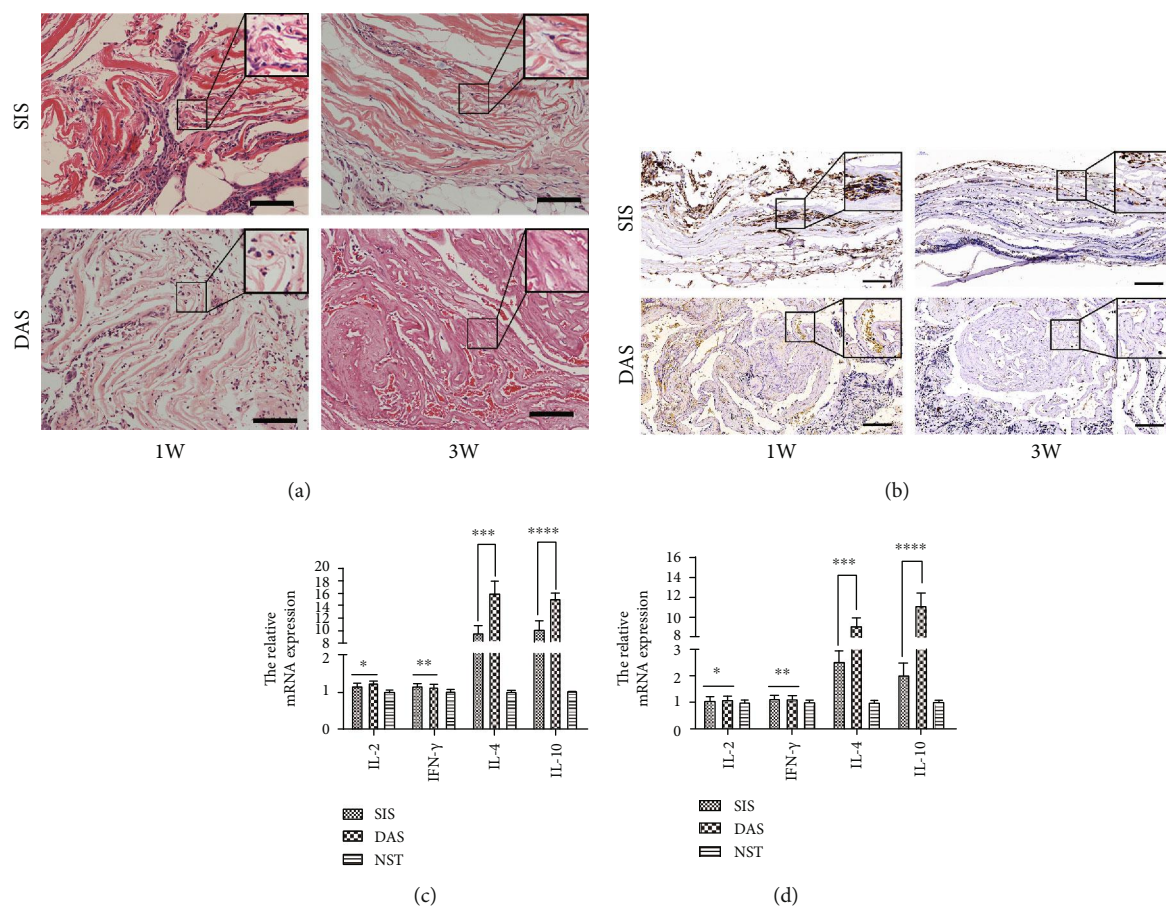 SIS
DAS
1W
3W
(a)
SIS
DAS
1W
3W
(b)
The relative
mRNA expression
20
18
16
14
12
10
8
2
1
0
*
**
***
****
IL-2
IFN-γ
IL-4
IL-10
SIS
DAS
NST
(c)
The relative
mRNA expression
16
14
12
10
8
3
2
1
0
*
**
***
****
IL-2
IFN-γ
IL-4
IL-10
SIS
DAS
NST
(d)